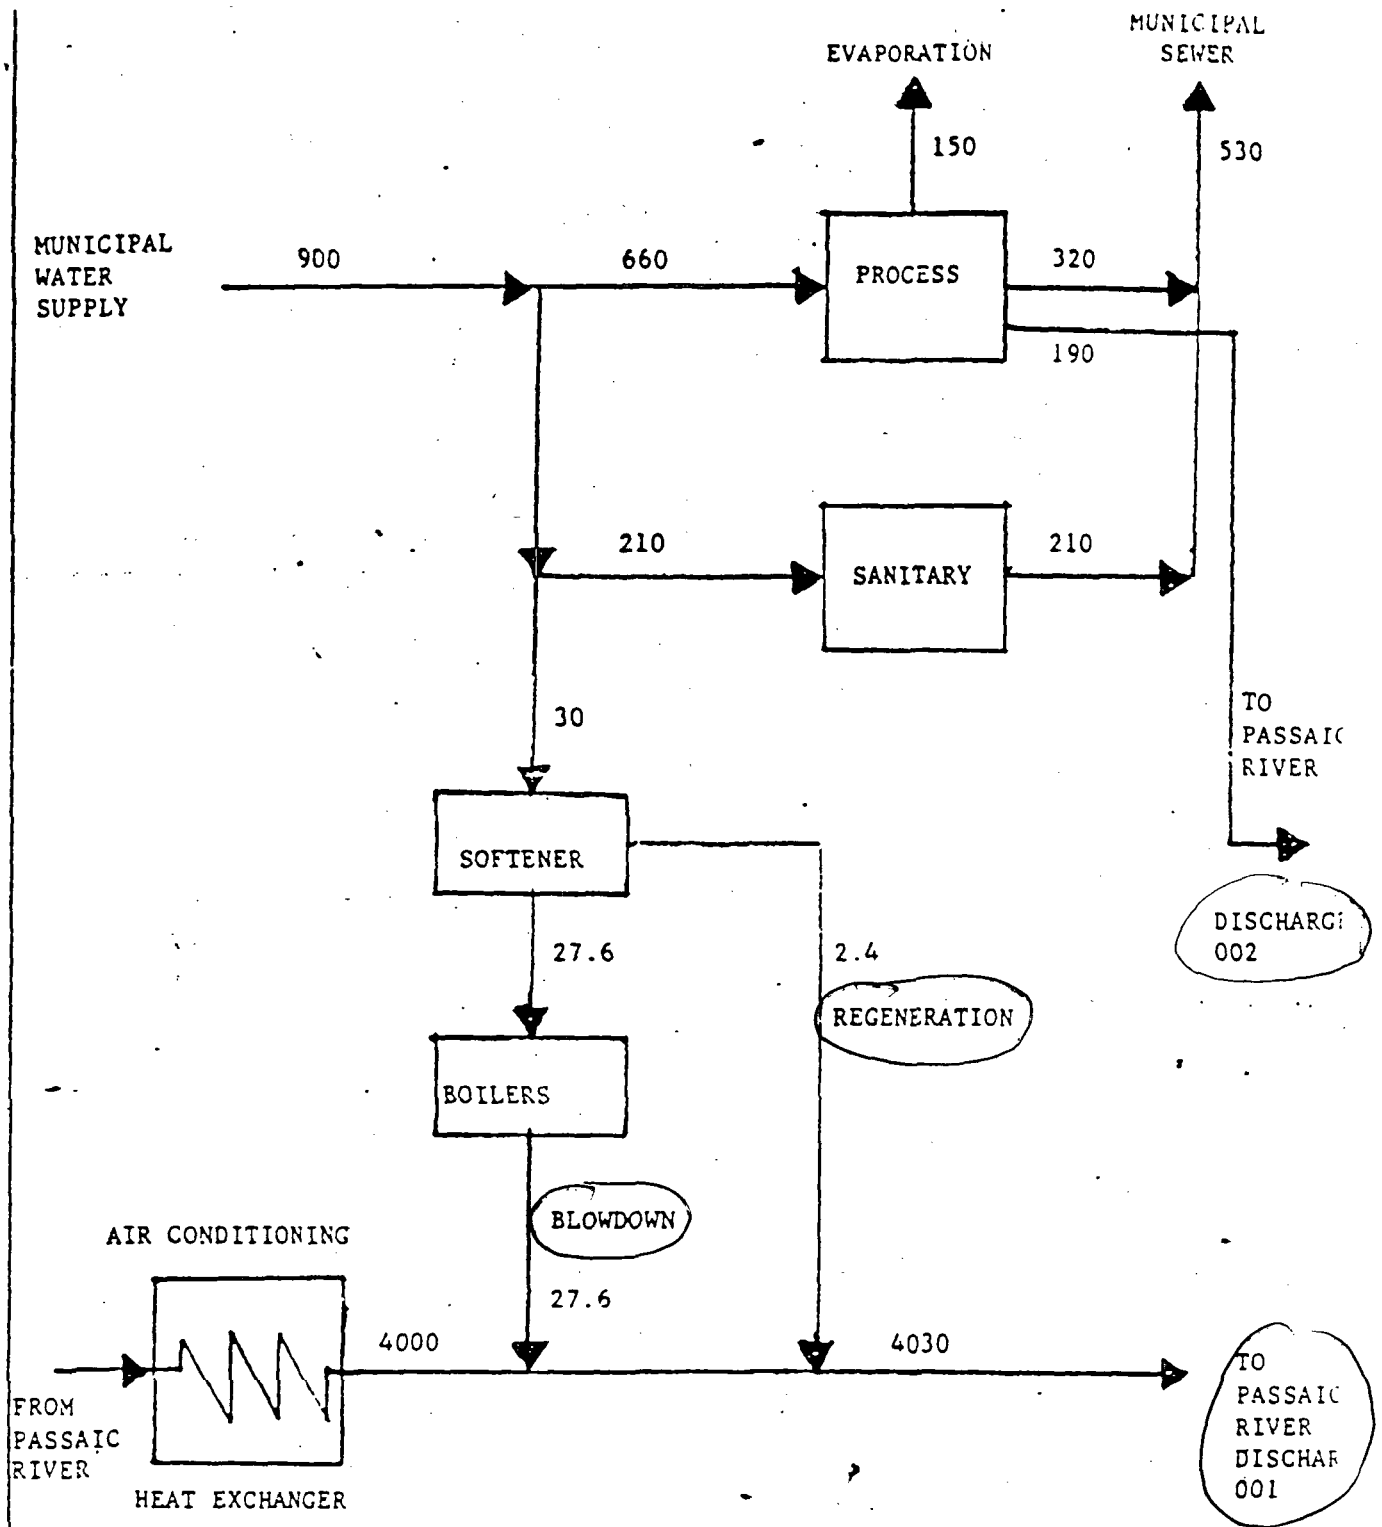 MUNICIPAL
SEWER
EVAPORATION
150
530
MUNICIPAL
WATER
SUPPLY
900
660
PROCESS
320
190
210
SANITARY
210
30
TO
PASSAIC
RIVER
SOFTENER
DISCHARGE
002
27.6
2.4
REGENERATION
BOILERS
BLOWDOWN
AIR CONDITIONING
27.6
4000
4030
FROM
PASSAIC
RIVER
HEAT EXCHANGER
TO
PASSAIC
RIVER
DISCHAR
001